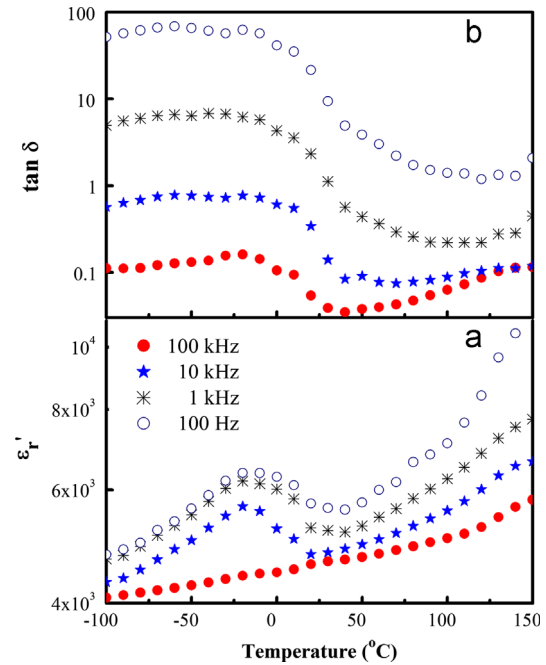 100
b
10
tan δ
1
0.1
10⁴
a
100 kHz
10 kHz
8x10³
1 kHz
100 Hz
εᵣ'
6x10³
4x10³
-100 -50 0 50 100 150
Temperature (°C)